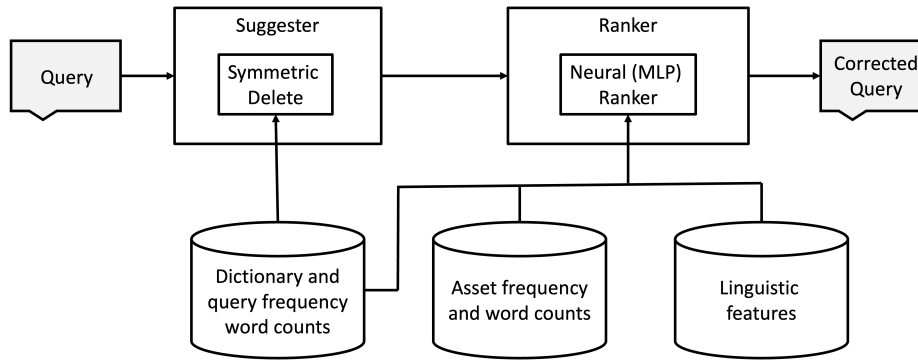 Suggester
Ranker
Query
Symmetric
Delete
Neural (MLP)
Ranker
Corrected
Query
Dictionary and
query frequency
word counts
Asset frequency
and word counts
Linguistic
features